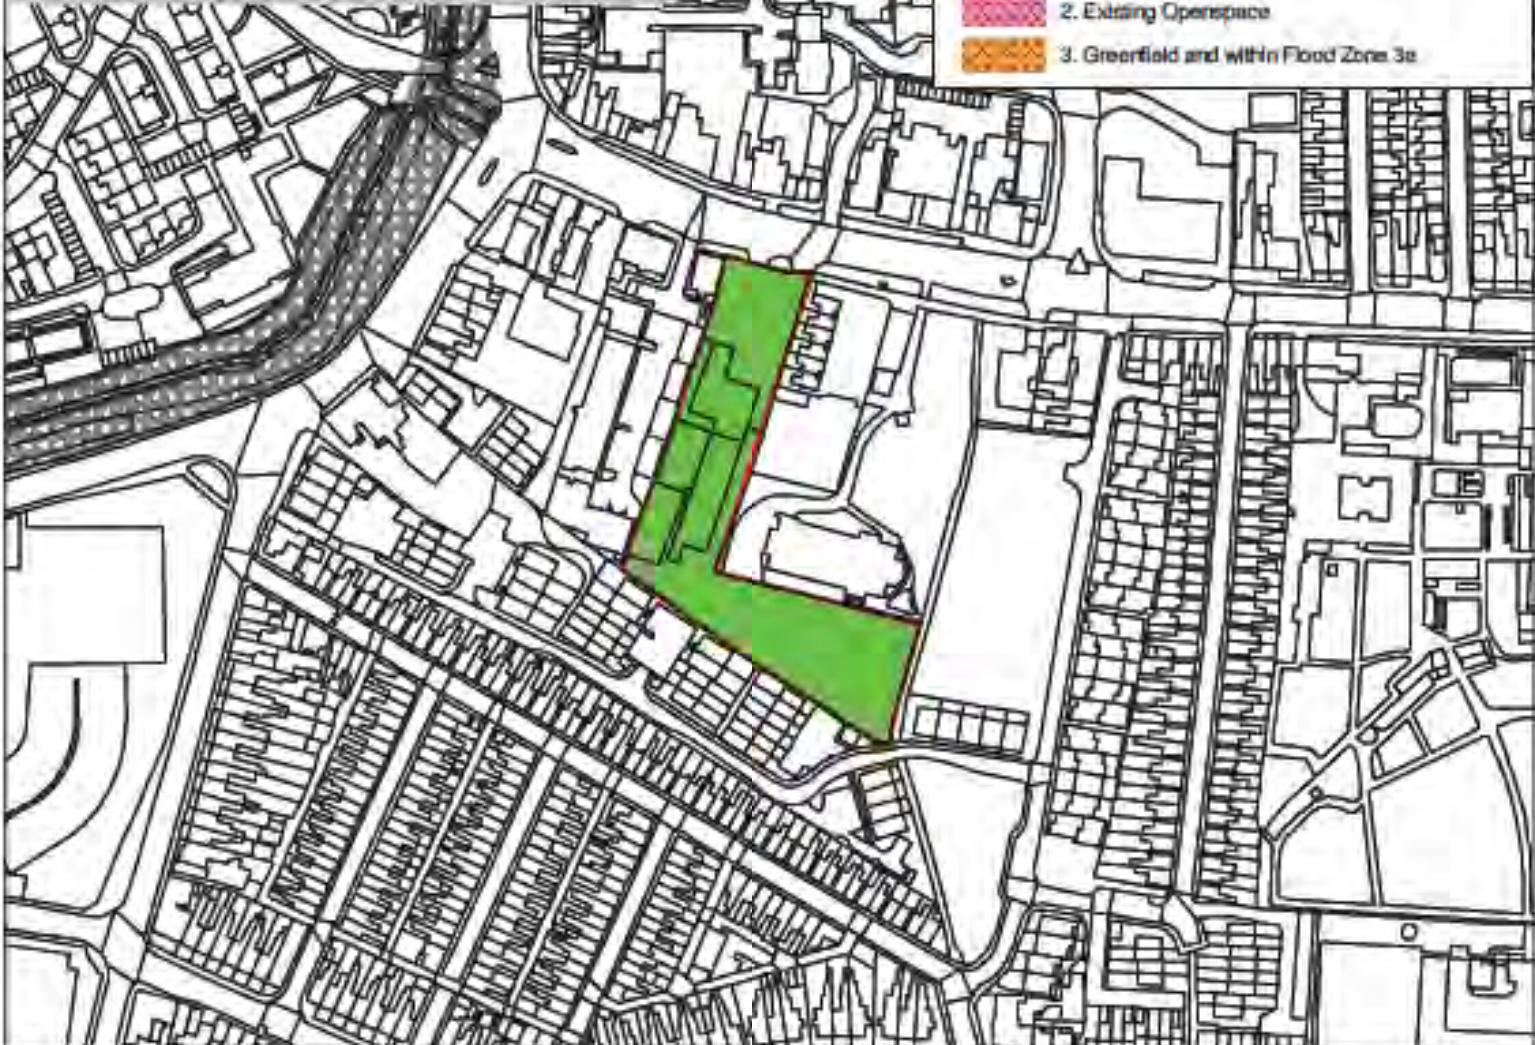 2. Existing Openspace
3. Greenfield and within Flood Zone 3a